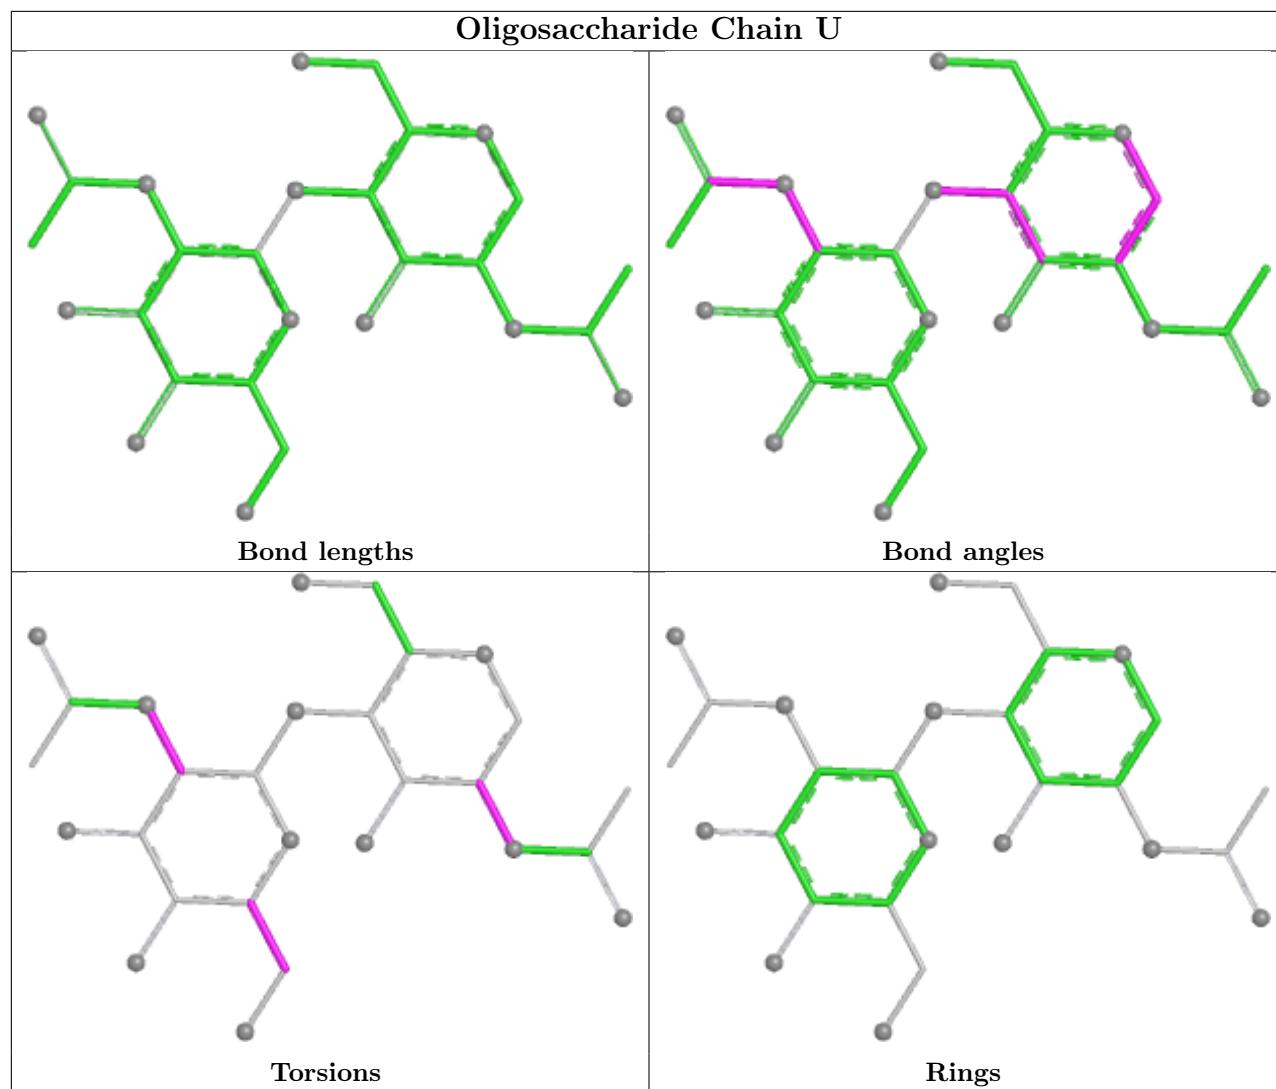 Oligosaccharide Chain U
Bond lengths
Bond angles
Torsions
Rings